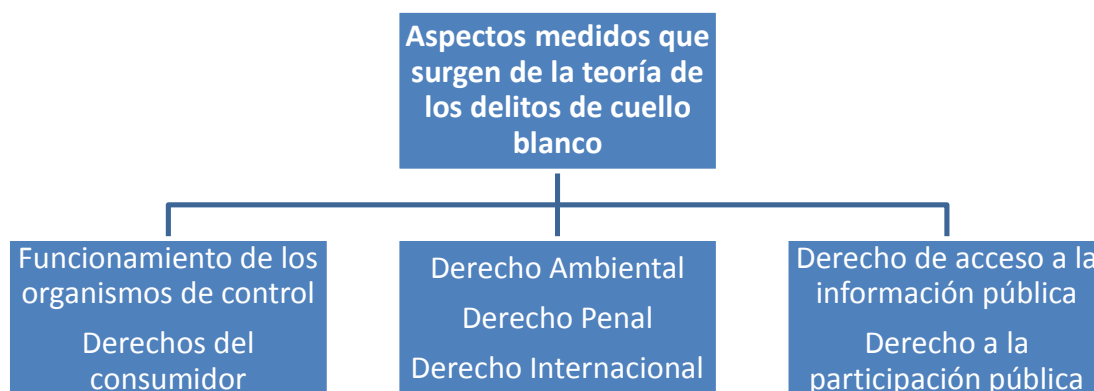 Aspectos medidos que
surgen de la teoría de
los delitos de cuello
blanco
Funcionamiento de los
organismos de control
Derechos del
consumidor
Derecho Ambiental
Derecho Penal
Derecho Internacional
Derecho de acceso a la
información pública
Derecho a la
participación pública